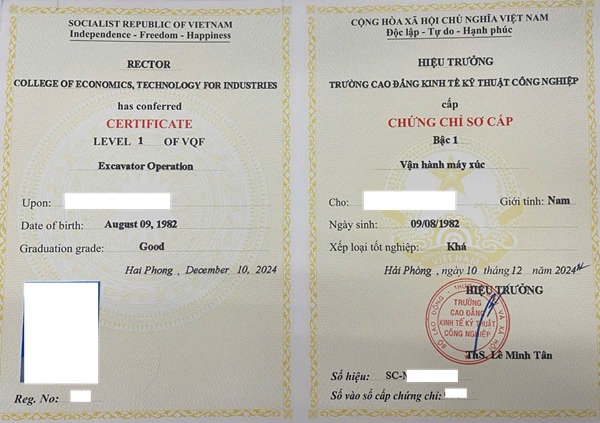 SOCIALIST REPUBLIC OF VIETNAM
Independence - Freedom - Happiness
RECTOR
COLLEGE OF ECONOMICS, TECHNOLOGY FOR INDUSTRIES
has conferred
CERTIFICATE
LEVEL 1 OF VQF
Excavator Operation
Upon:
Date of birth: August 09, 1982
Graduation grade: Good
Hai Phong , December 10, 2024
Reg. No:
CỘNG HÒA XÃ HỘI CHỦ NGHĨA VIỆT NAM
Độc lập - Tự do - Hạnh phúc
HIỆU TRƯỞNG
TRƯỜNG CAO ĐẲNG KINH TẾ KỸ THUẬT CÔNG NGHIỆP
cấp
CHỨNG CHỈ SƠ CẤP
Bậc 1
Vận hành máy xúc
Cho: Giới tính: Nam
Ngày sinh: 09/08/1982
Xếp loại tốt nghiệp: Khá
VIỆT NAM
Hải Phòng, ngày 10 tháng 12 năm 2024
HIỆU TRƯỞNG
TRƯỜNG
CAO ĐẲNG
KINH TẾ KỸ THUẬT
CÔNG NGHIỆP
ThS. Lê Minh Tân
Số hiệu: SC-
Số vào sổ cấp chứng chỉ: